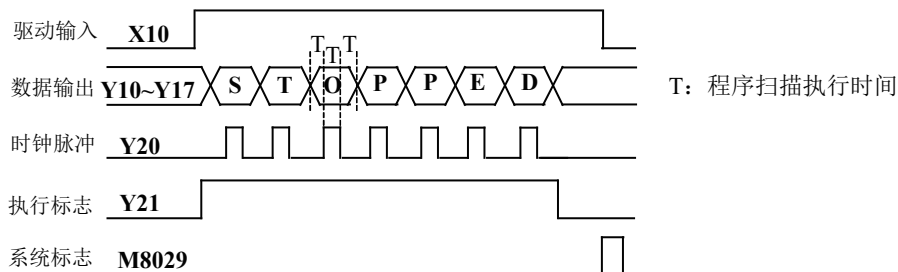 驱动输入 X10
T T T
数据输出 Y10~Y17 S T O P P E D
T：程序扫描执行时间
时钟脉冲 Y20
执行标志 Y21
系统标志 M8029